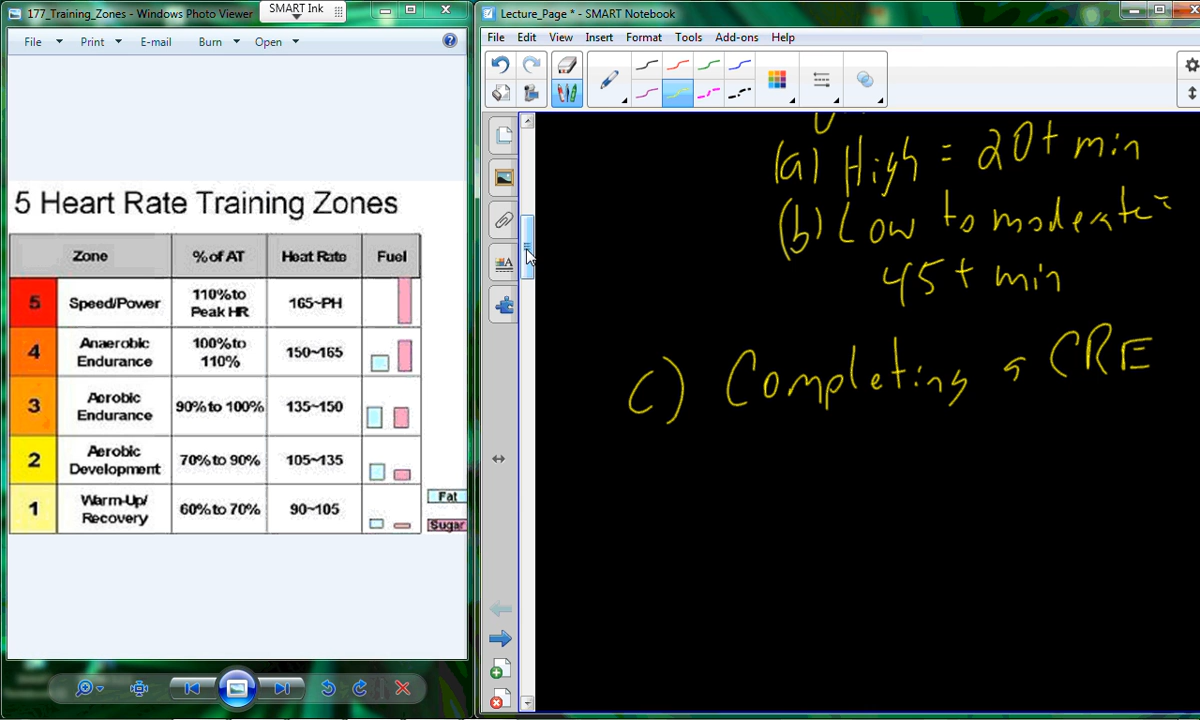 177_Training_Zones - Windows Photo Viewer
SMART Ink
File Print E-mail Burn Open
5 Heart Rate Training Zones
Zone % of AT Heat Rate Fuel
5 Speed/Power 110% to Peak HR 165~PH
4 Anaerobic Endurance 100% to 110% 150~165
3 Aerobic Endurance 90% to 100% 135~150
2 Aerobic Development 70% to 90% 105~135
1 Warm-Up/ Recovery 60% to 70% 90~105
Fat
Sugar
Lecture_Page * - SMART Notebook
File Edit View Insert Format Tools Add-ons Help
(a) High = 20+ min
(b) Low to moderate =
45+ min
c) Completing a CRE